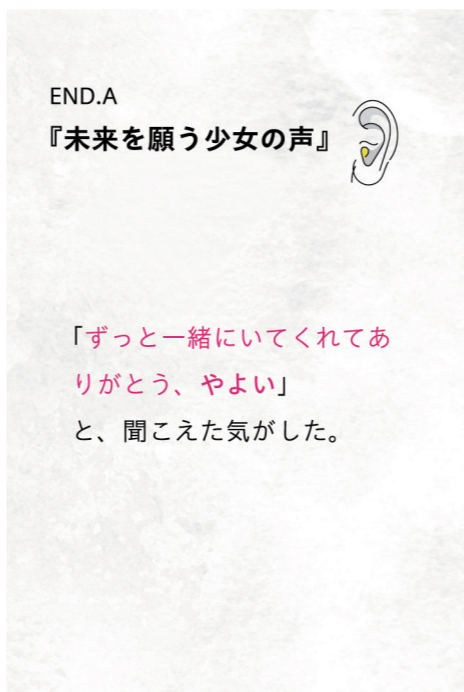 END.A
『未来を願う少女の声』
「ずっと一緒にいてくれてあ
りがとう、やよい」
と、聞こえた気がした。